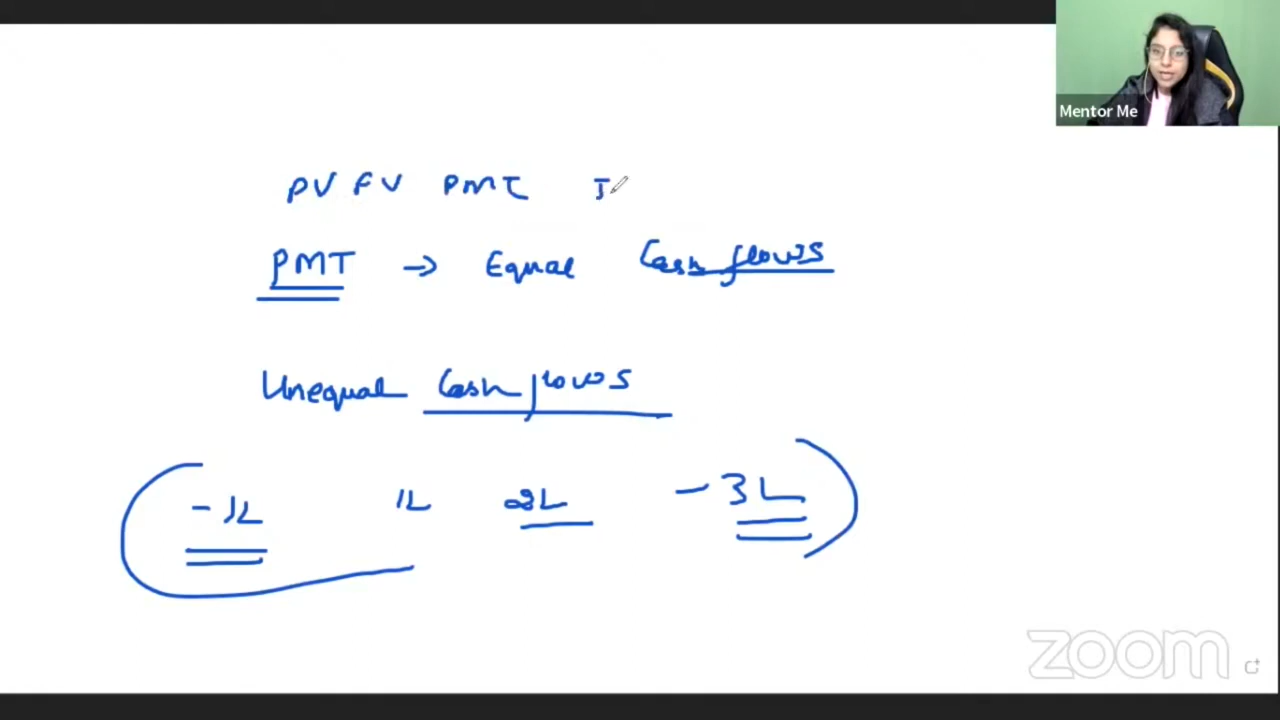 Mentor Me
PV FV PMT I
PMT → Equal Cash flows
Unequal Cash flows
- 1L 1L 2L - 3L
zoom